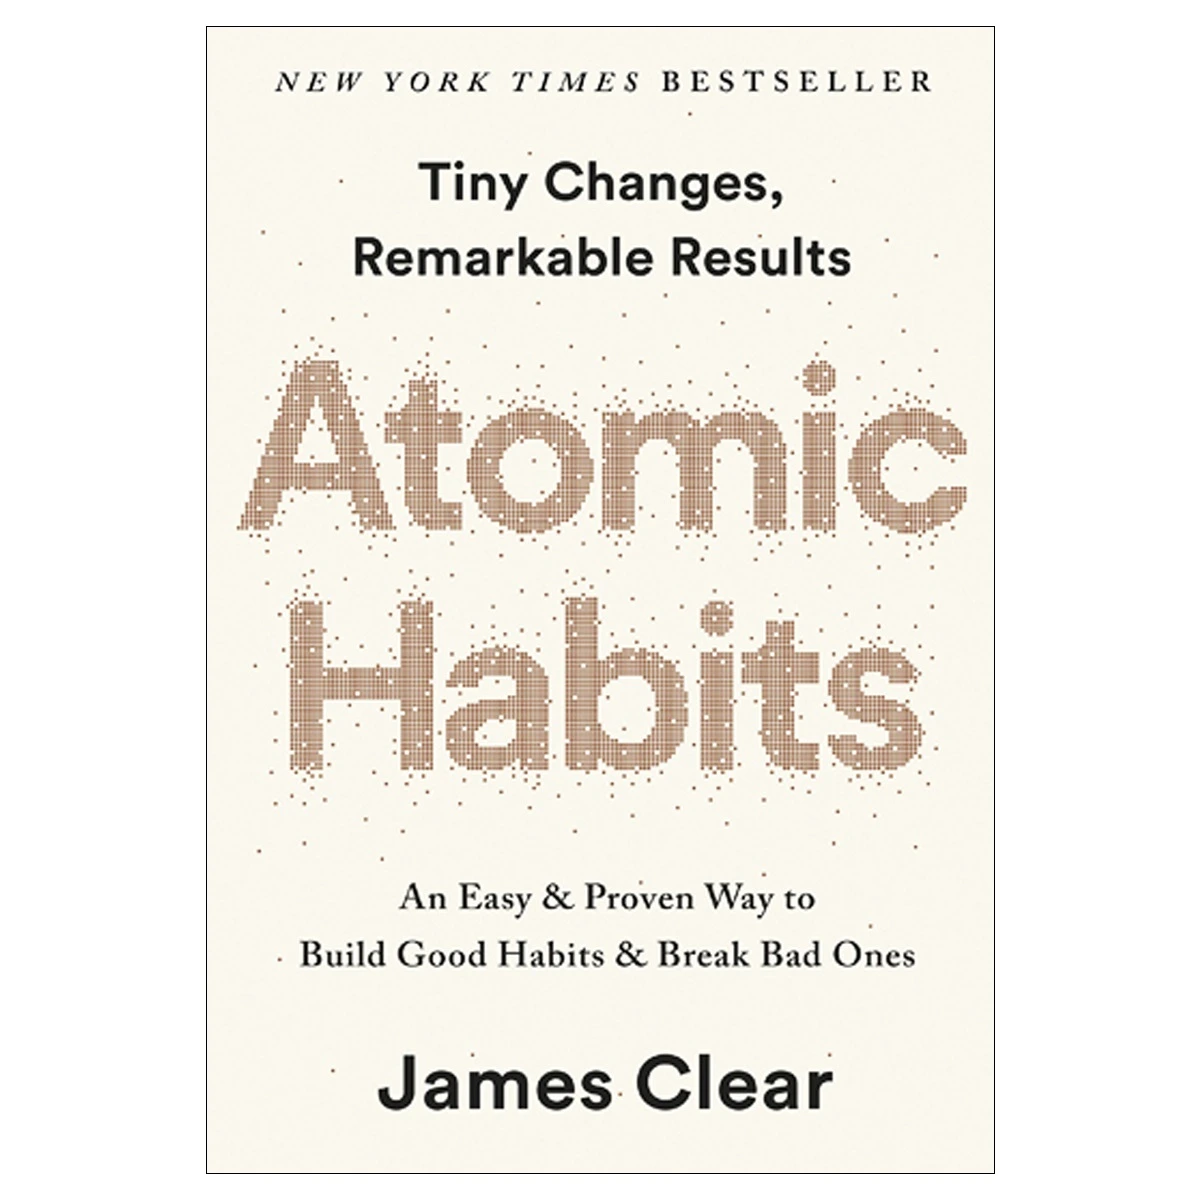 NEW YORK TIMES BESTSELLER
Tiny Changes,
Remarkable Results
Atomic
Habits
An Easy & Proven Way to
Build Good Habits & Break Bad Ones
James Clear